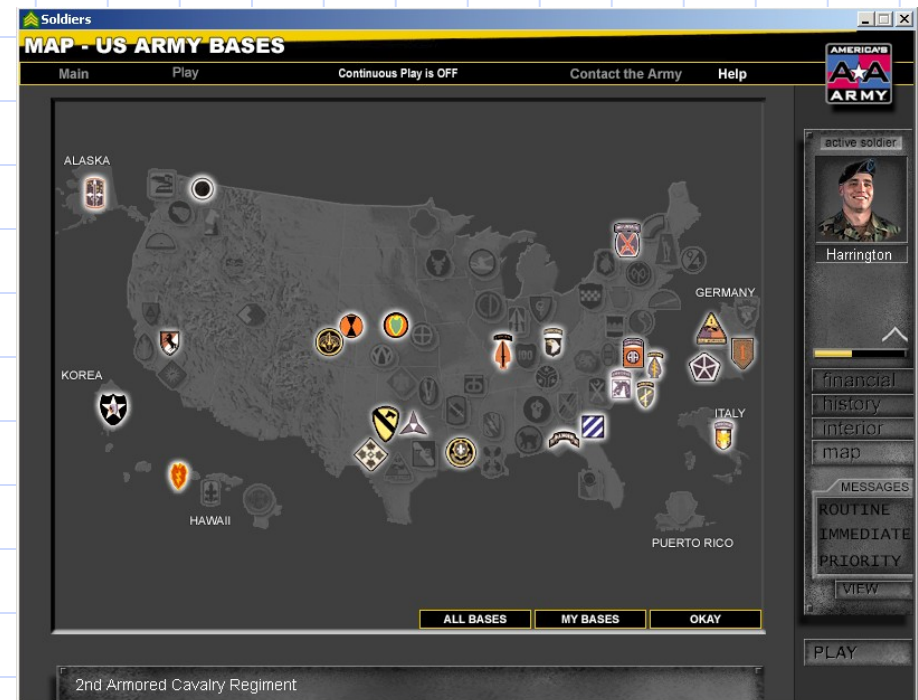 Soldiers
MAP - US ARMY BASES
Main Play Continuous Play is OFF Contact the Army Help
AMERICA'S
AA
ARMY
active soldier
Harrington
ALASKA
GERMANY
KOREA
ITALY
HAWAII
PUERTO RICO
financial
history
interior
map
MESSAGES
ROUTINE
IMMEDIATE
PRIORITY
VIEW
ALL BASES MY BASES OKAY
PLAY
2nd Armored Cavalry Regiment